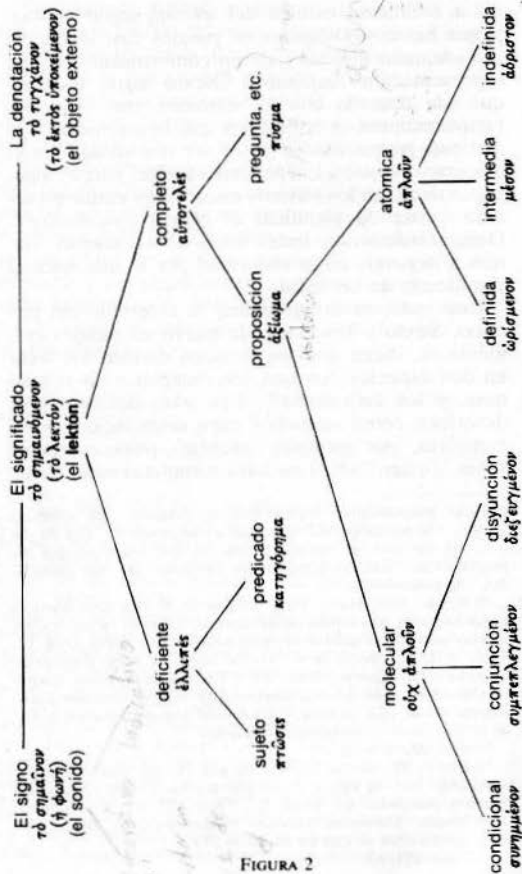 El signo
τὸ σημαῖνον
(ἡ φωνή)
(el sonido)
El significado
τὸ σημαινόμενον
(τὸ λεκτόν)
(el lektón)
La denotación
τὸ τυγχάνον
(τὸ ἐκτὸς ὑποκείμενον)
(el objeto externo)
deficiente
ἐλλιπές
completo
αὐτοτελές
sujeto
πτῶσις
predicado
κατηγόρημα
proposición
ἀξίωμα
pregunta, etc.
πύσμα
molecular
οὐχ ἁπλοῦν
atómica
ἁπλοῦν
condicional
συνημμένον
conjunción
συμπεπλεγμένον
disyunción
διεζευγμένον
definida
ὡρισμένον
intermedia
μέσον
indefinida
ἀόριστον
FIGURA 2